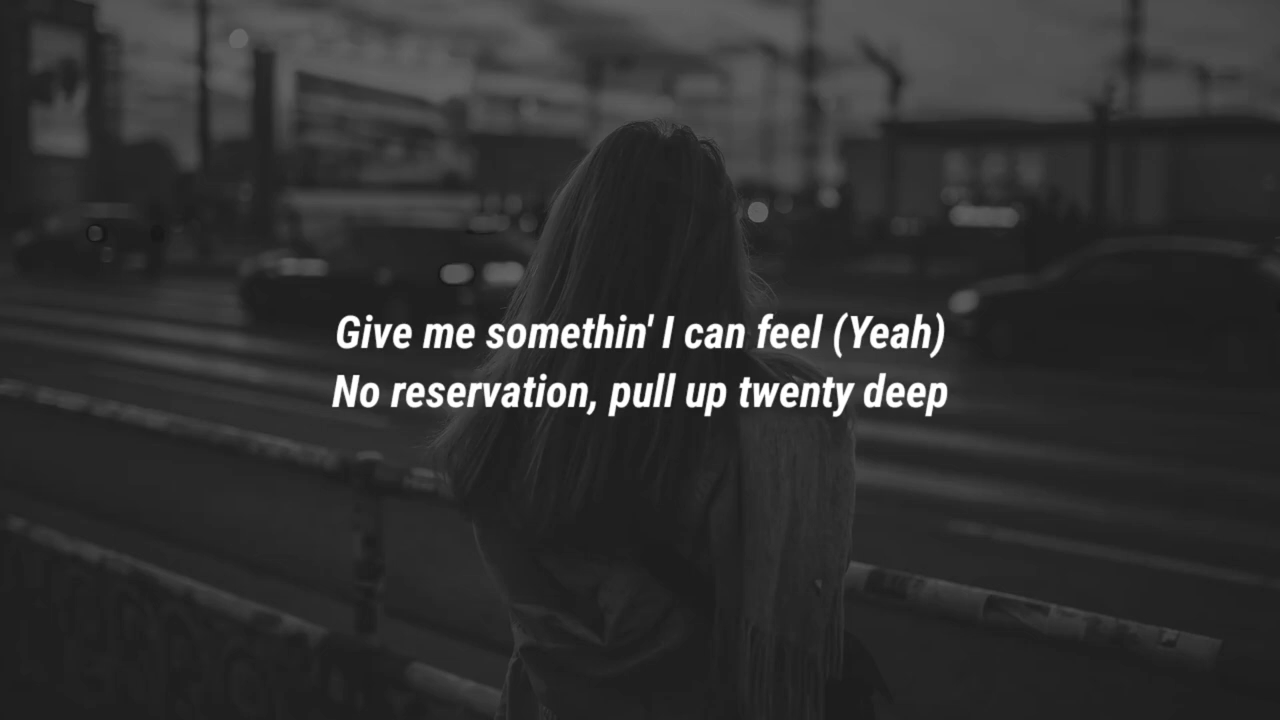 Give me somethin' I can feel (Yeah)
No reservation, pull up twenty deep